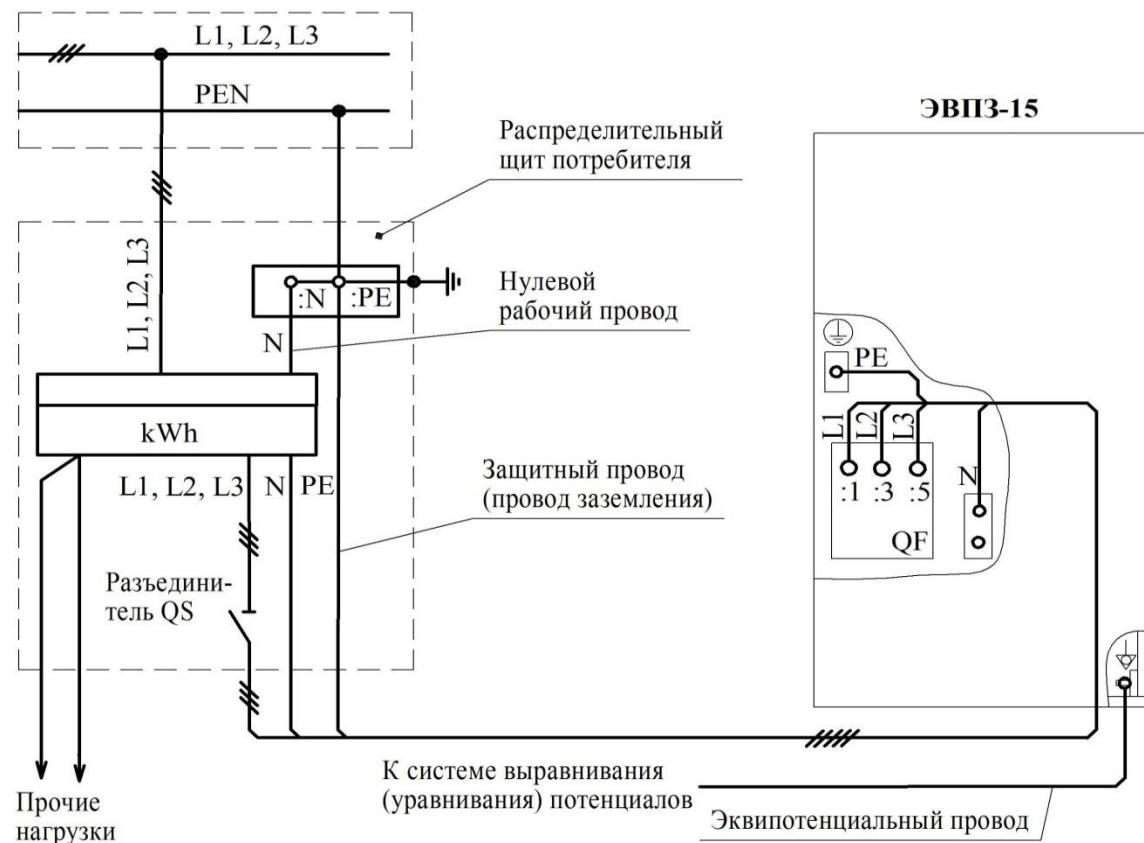 L1, L2, L3
PEN
ЭВПЗ-15
Распределительный
щит потребителя
L1, L2, L3
:N
:PE
Нулевой
рабочий провод
N
PE
kWh
L1
L2
L3
:1
:3
:5
N
QF
L1, L2, L3
N
PE
Защитный провод
(провод заземления)
Разъедини-
тель QS
К системе выравнивания
(уравнивания) потенциалов
Эквипотенциальный провод
Прочие
нагрузки